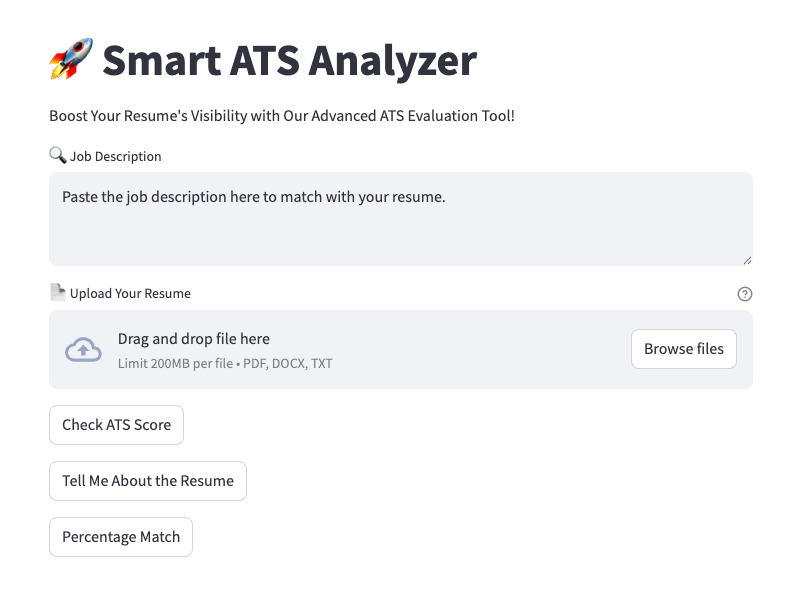 🚀 Smart ATS Analyzer
Boost Your Resume's Visibility with Our Advanced ATS Evaluation Tool!
🔍 Job Description
Paste the job description here to match with your resume.
📄 Upload Your Resume
Drag and drop file here
Limit 200MB per file • PDF, DOCX, TXT
Browse files
Check ATS Score
Tell Me About the Resume
Percentage Match